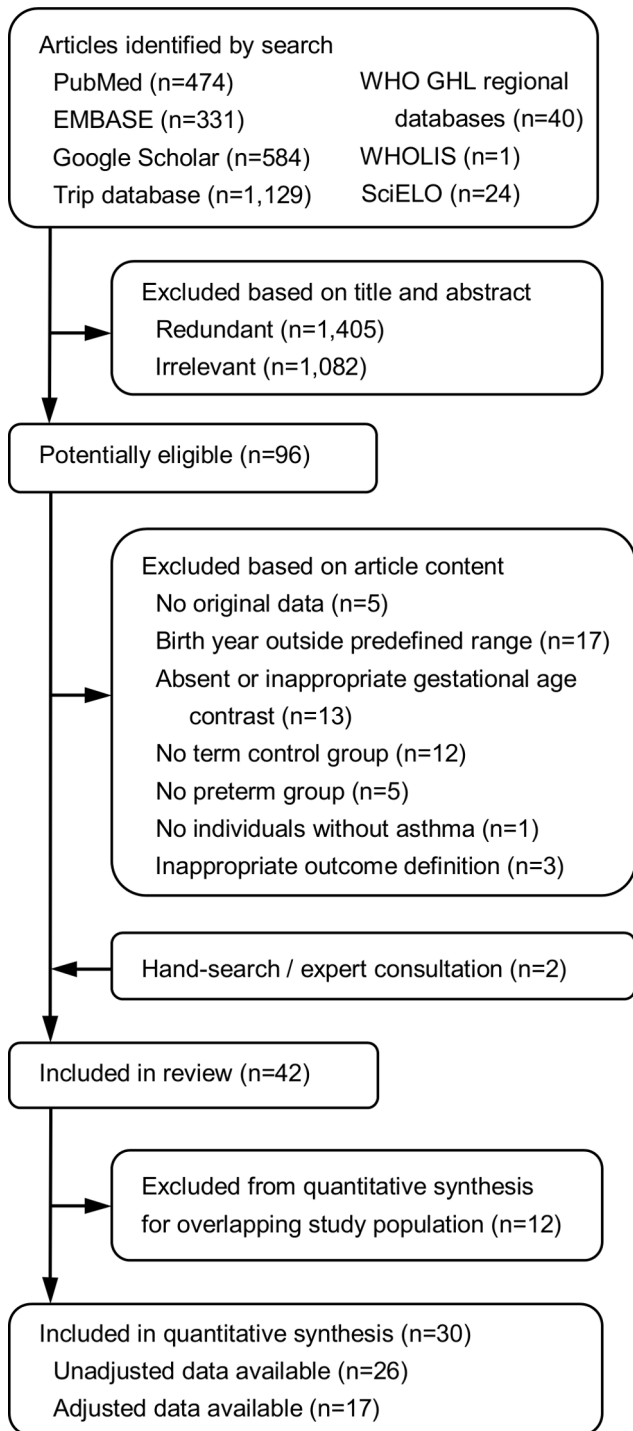 Articles identified by search
PubMed (n=474)
EMBASE (n=331)
Google Scholar (n=584)
Trip database (n=1,129)
WHO GHL regional
databases (n=40)
WHOLIS (n=1)
SciELO (n=24)
Excluded based on title and abstract
Redundant (n=1,405)
Irrelevant (n=1,082)
Potentially eligible (n=96)
Excluded based on article content
No original data (n=5)
Birth year outside predefined range (n=17)
Absent or inappropriate gestational age
contrast (n=13)
No term control group (n=12)
No preterm group (n=5)
No individuals without asthma (n=1)
Inappropriate outcome definition (n=3)
Hand-search / expert consultation (n=2)
Included in review (n=42)
Excluded from quantitative synthesis
for overlapping study population (n=12)
Included in quantitative synthesis (n=30)
Unadjusted data available (n=26)
Adjusted data available (n=17)